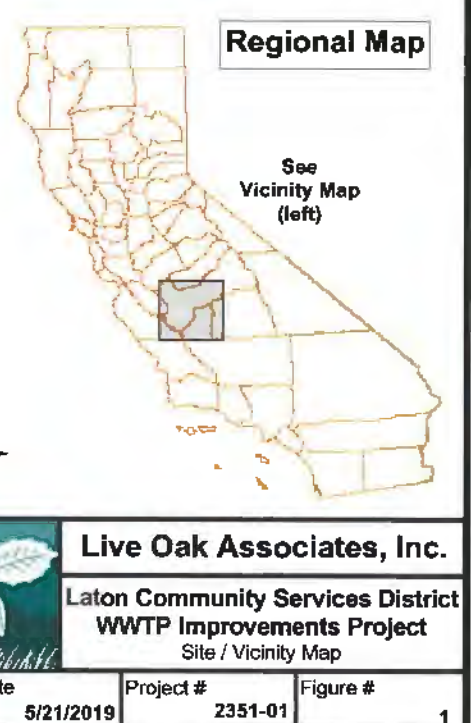 Regional Map
See
Vicinity Map
(left)
Live Oak Associates, Inc.
Laton Community Services District
WWTP Improvements Project
Site / Vicinity Map
Project #
Figure #
5/21/2019
2351-01
1